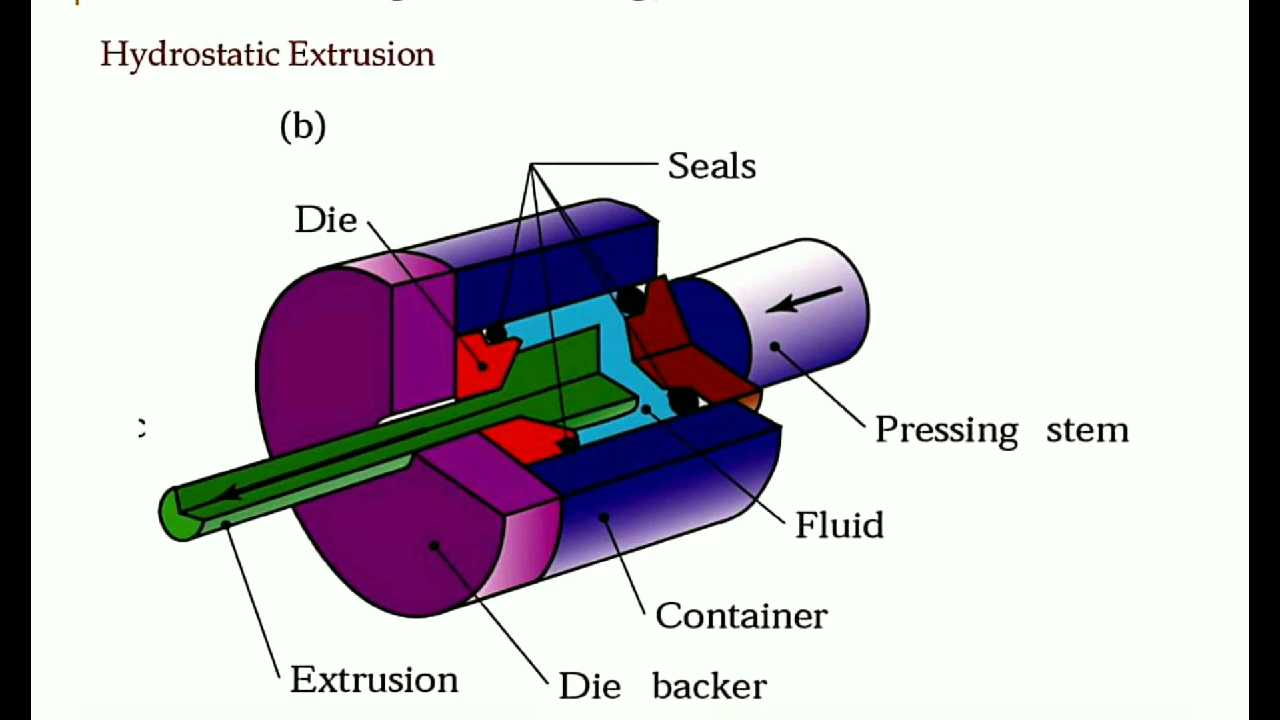 Hydrostatic Extrusion
(b)
Seals
Die
Pressing stem
Fluid
Container
Extrusion
Die backer